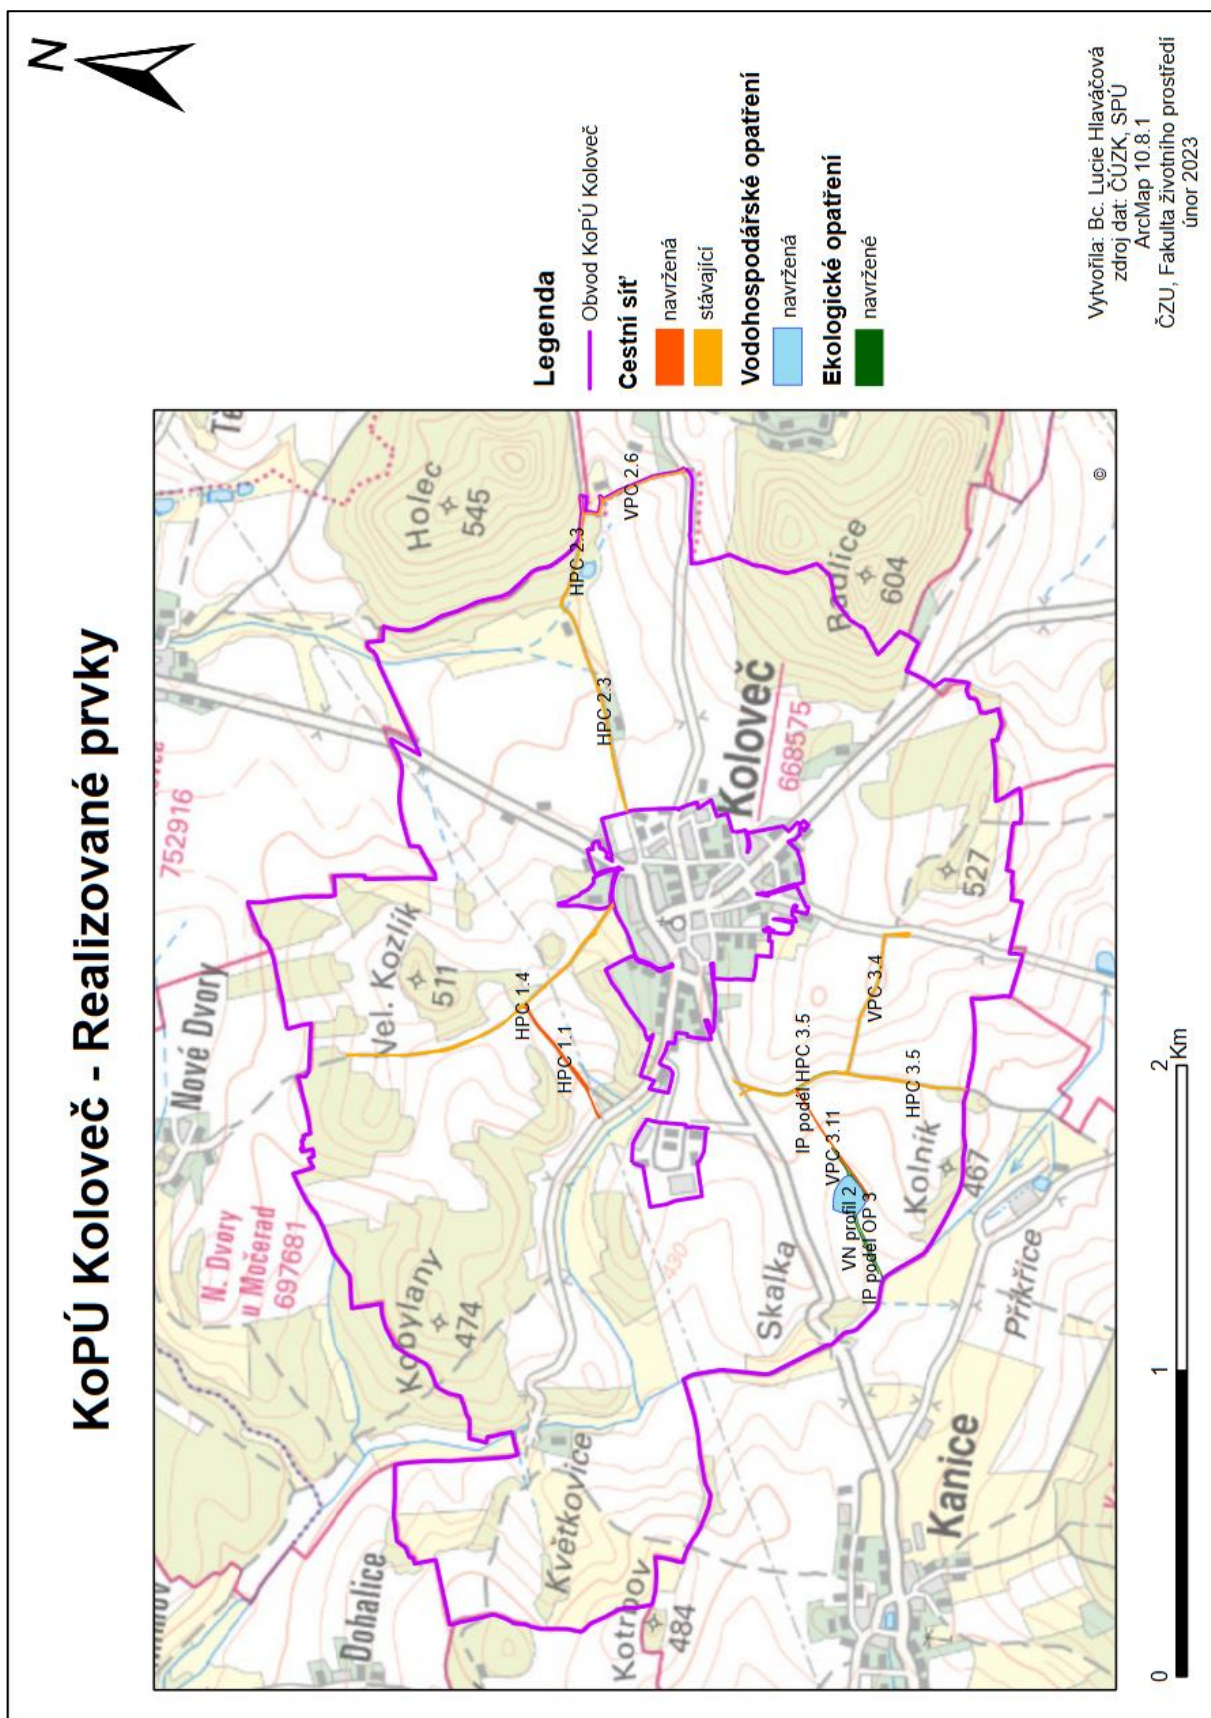 KoPÚ Koloveč - Realizované prvky
N
752916
Nové Dvory
N. Dvory
u Močerad
697681
Vel. Kozlík
511
Holec
545
Kobylany
474
Dohalice
Květkovice
Kotrbov
484
HPC 1.4
HPC 1.1
HPC 2.3
HPC 2.3
VPC 2.6
Koloveč
668575
604
527
Skalka
430
IP podél HPC 3.5
VPC 3.4
HPC 3.5
VPC 3.11
VN profil 2
IP podél OP 3
Kolník
467
Příkřice
Kanice
©
Legenda
Obvod KoPÚ Koloveč
Cestní síť
navržená
stávající
Vodohospodářské opatření
navržená
Ekologické opatření
navržené
0
1
2
Km
Vytvořila: Bc. Lucie Hlaváčová
zdroj dat: ČÚZK, SPÚ
ArcMap 10.8.1
ČZU, Fakulta životního prostředí
únor 2023